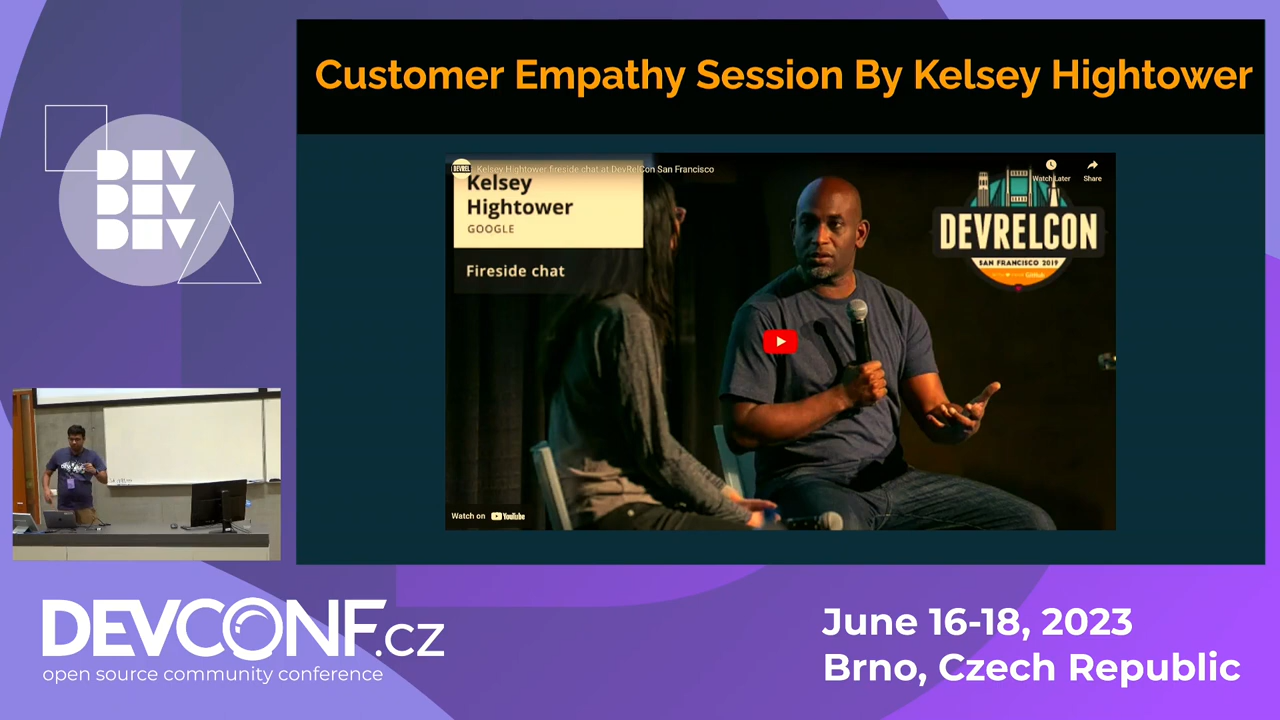 Customer Empathy Session By Kelsey Hightower
DEV
DEV
DEV
DEVREL
Kelsey Hightower fireside chat at DevRelCon San Francisco
Watch Later
Share
Kelsey
Hightower
GOOGLE
Fireside chat
DEVRELCON
SAN FRANCISCO 2019
GitHub
Watch on YouTube
DEVCONF.cz
open source community conference
June 16-18, 2023
Brno, Czech Republic